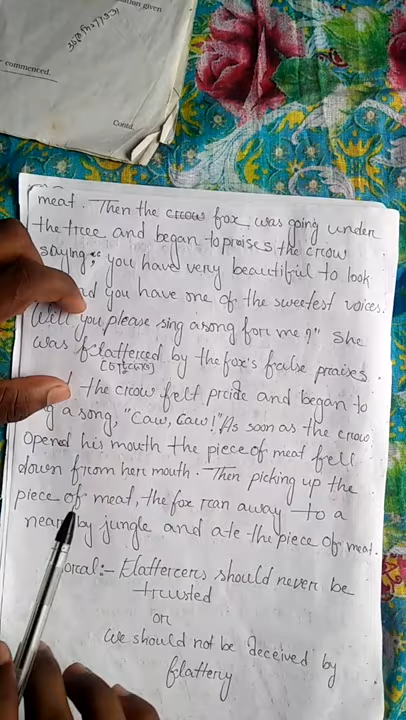 ation given
commenced.
Contd.
meat. Then the crcow fox was going under
the tree and began to praises the crow
saying, "you have very beautiful to look
nd you have one of the sweetest voices.
Will you please sing a song for me?" She
was flattered by the fox's false praises.
the crow felt pride and began to
g a song, "Caw, Caw!" As soon as the crow
opened his mouth the piece of meat fell
down from her mouth. Then picking up the
piece of meat, the fox ran away to a
near by jungle and ate the piece of meat.
oral:- Flatterers should never be
trusted
or
We should not be deceived by
flattery